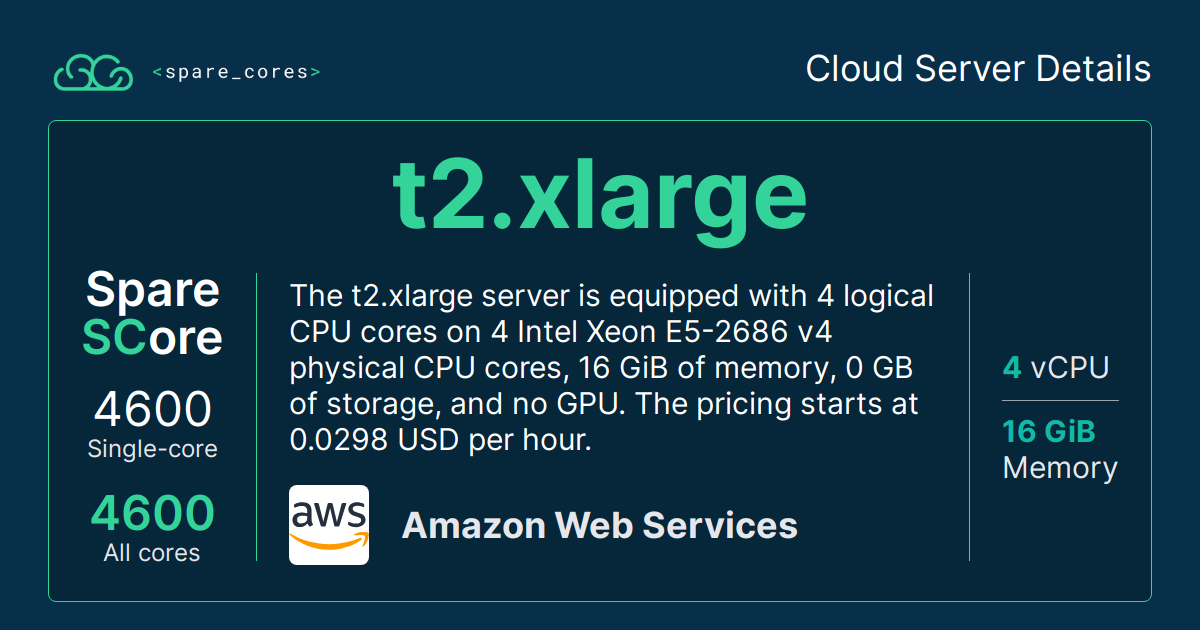 <spare_cores>
Cloud Server Details
t2.xlarge
Spare
SCore
4600
Single-core
4600
All cores
The t2.xlarge server is equipped with 4 logical
CPU cores on 4 Intel Xeon E5-2686 v4
physical CPU cores, 16 GiB of memory, 0 GB
of storage, and no GPU. The pricing starts at
0.0298 USD per hour.
aws
Amazon Web Services
4 vCPU
16 GiB
Memory